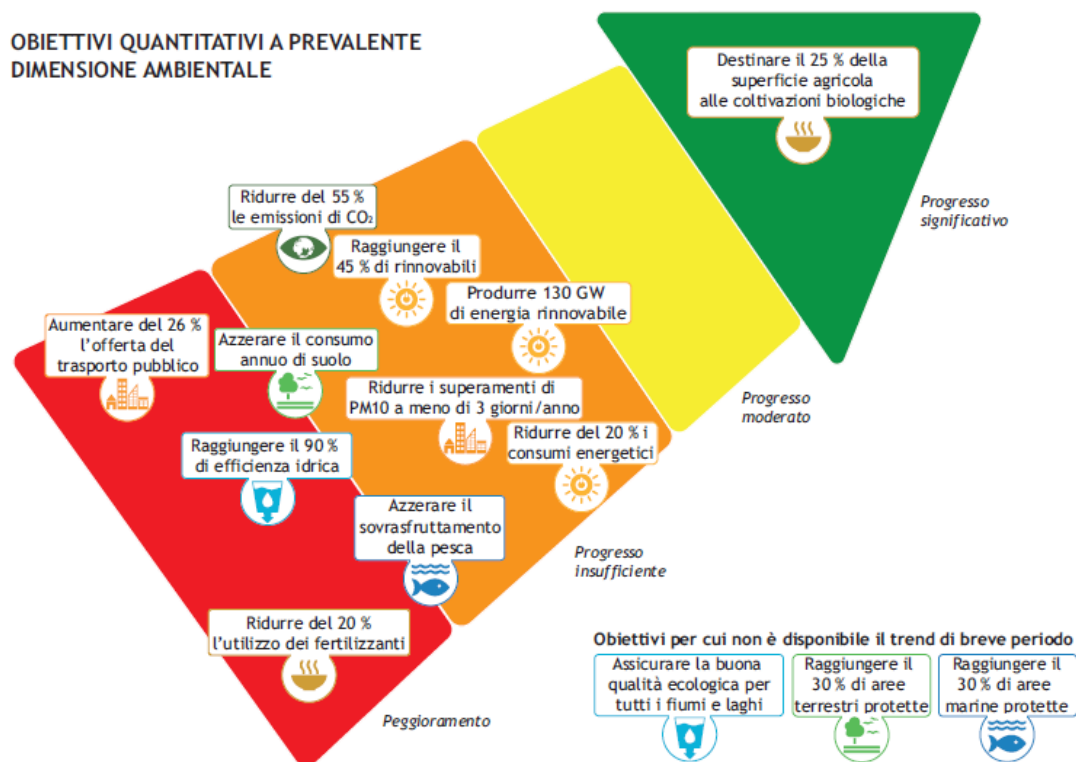 OBIETTIVI QUANTITATIVI A PREVALENTE
DIMENSIONE AMBIENTALE
Destinare il 25 % della
superficie agricola
alle coltivazioni biologiche
Progresso
significativo
Ridurre del 55 %
le emissioni di CO₂
Raggiungere il
45 % di rinnovabili
Produrre 130 GW
di energia rinnovabile
Aumentare del 26 %
l'offerta del
trasporto pubblico
Azzerare il consumo
annuo di suolo
Ridurre i superamenti di
PM10 a meno di 3 giorni/anno
Progresso
moderato
Raggiungere il 90 %
di efficienza idrica
Ridurre del 20 % i
consumi energetici
Azzerare il
sovrasfruttamento
della pesca
Progresso
insufficiente
Ridurre del 20 %
l'utilizzo dei fertilizzanti
Peggioramento
Obiettivi per cui non è disponibile il trend di breve periodo
Assicurare la buona
qualità ecologica per
tutti i fiumi e laghi
Raggiungere il
30 % di aree
terrestri protette
Raggiungere il
30 % di aree
marine protette